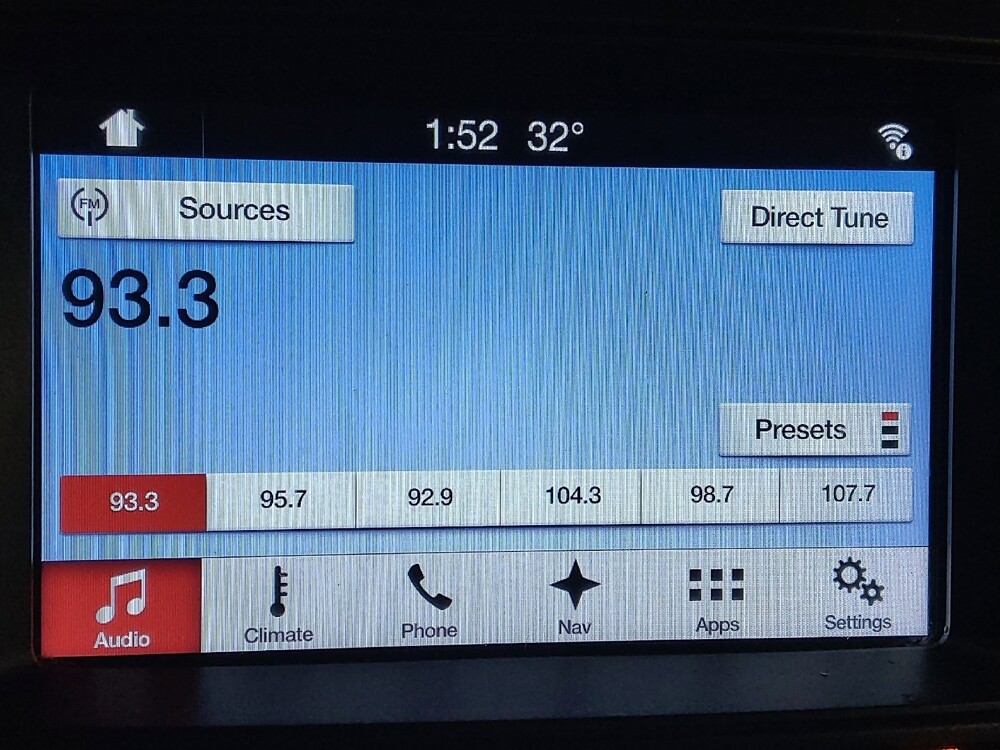 1:52 32°
FM Sources
Direct Tune
93.3
Presets
93.3 95.7 92.9 104.3 98.7 107.7
Audio Climate Phone Nav Apps Settings